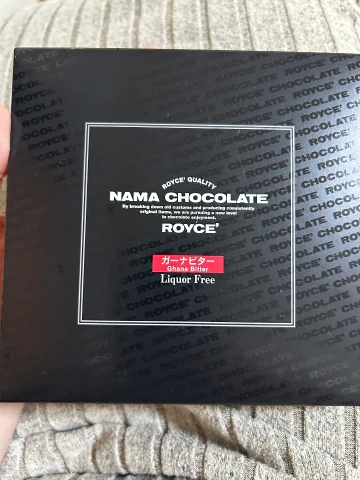 ROYCE' QUALITY
NAMA CHOCOLATE
By breaking down old customs and producing consistently
original items, we are pursuing a new level
in chocolate enjoyment.
ROYCE'
ガーナビター
Ghana Bitter
Liquor Free